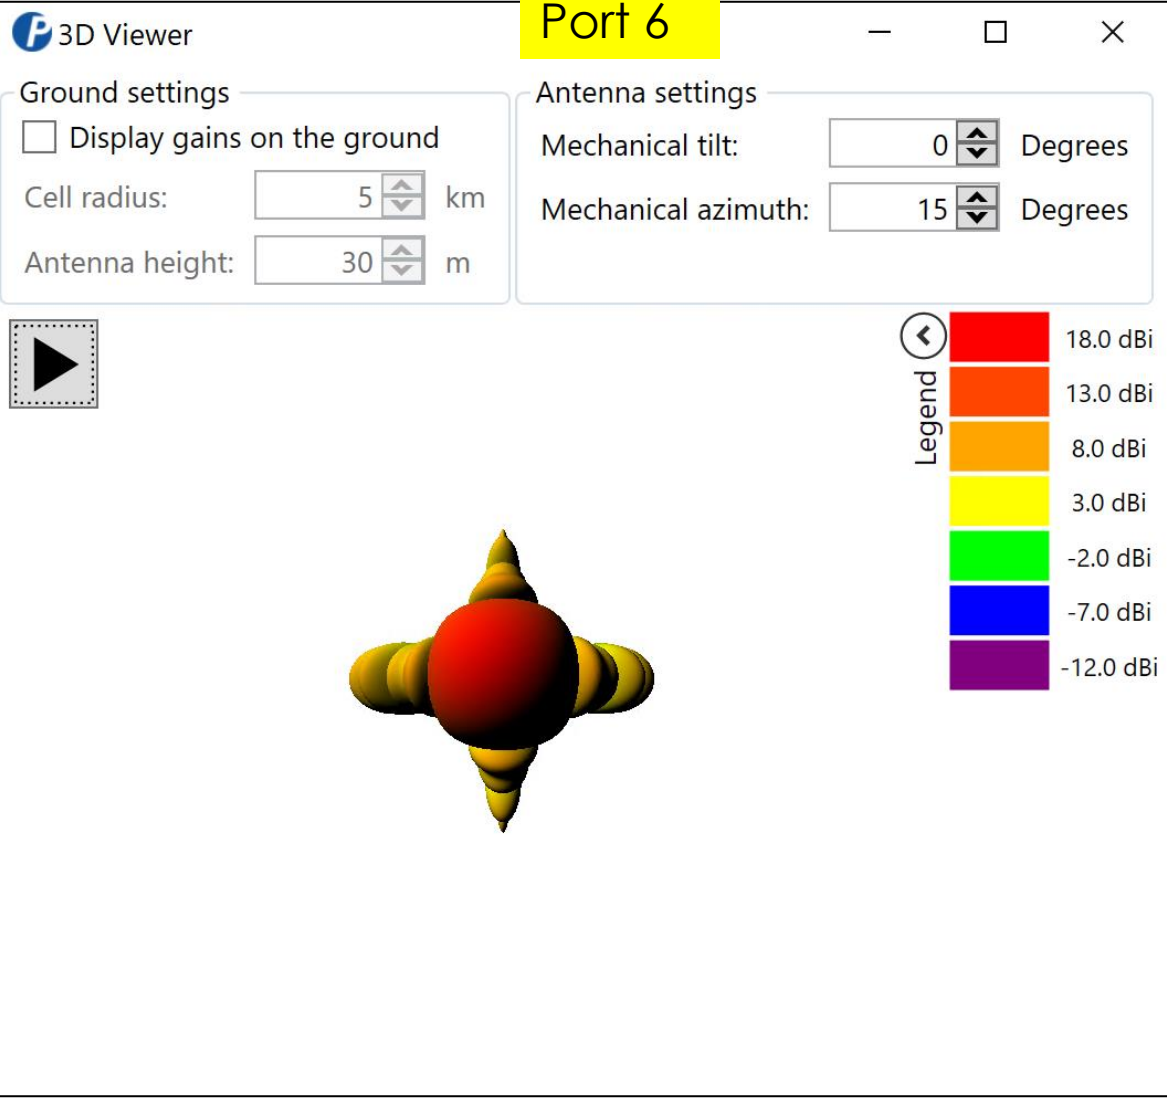 Port 6
3D Viewer
Ground settings
Display gains on the ground
Cell radius: 5 km
Antenna height: 30 m
Antenna settings
Mechanical tilt: 0 Degrees
Mechanical azimuth: 15 Degrees
Legend
18.0 dBi
13.0 dBi
8.0 dBi
3.0 dBi
-2.0 dBi
-7.0 dBi
-12.0 dBi